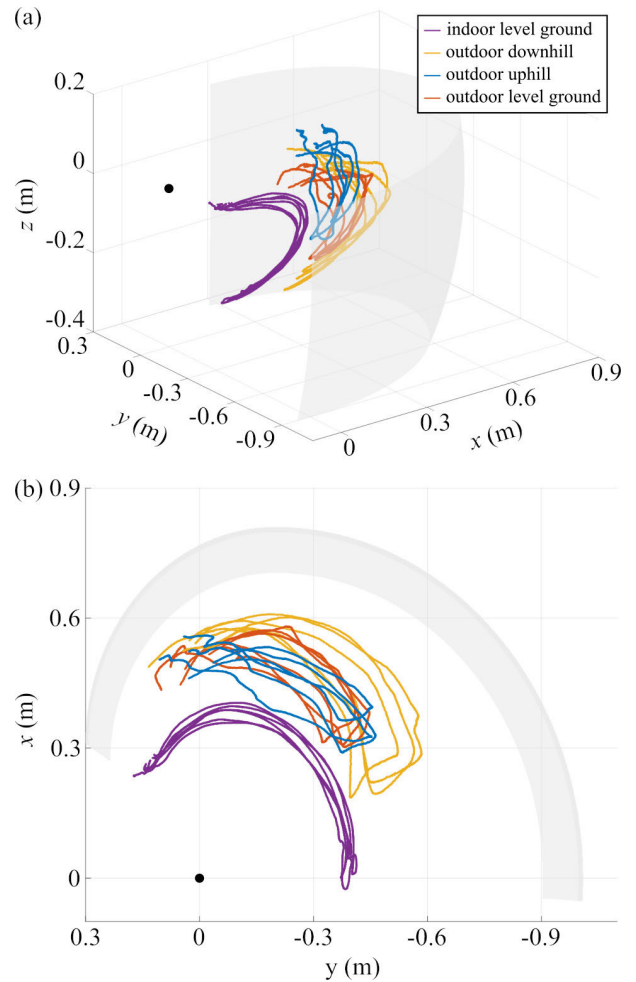 (a)
indoor level ground
outdoor downhill
outdoor uphill
outdoor level ground
0.2
0
-0.2
-0.4
z (m)
0.3
0
-0.3
-0.6
-0.9
y (m)
0
0.3
0.6
0.9
x (m)
(b)
0.9
0.6
0.3
0
x (m)
0.3
0
-0.3
-0.6
-0.9
y (m)